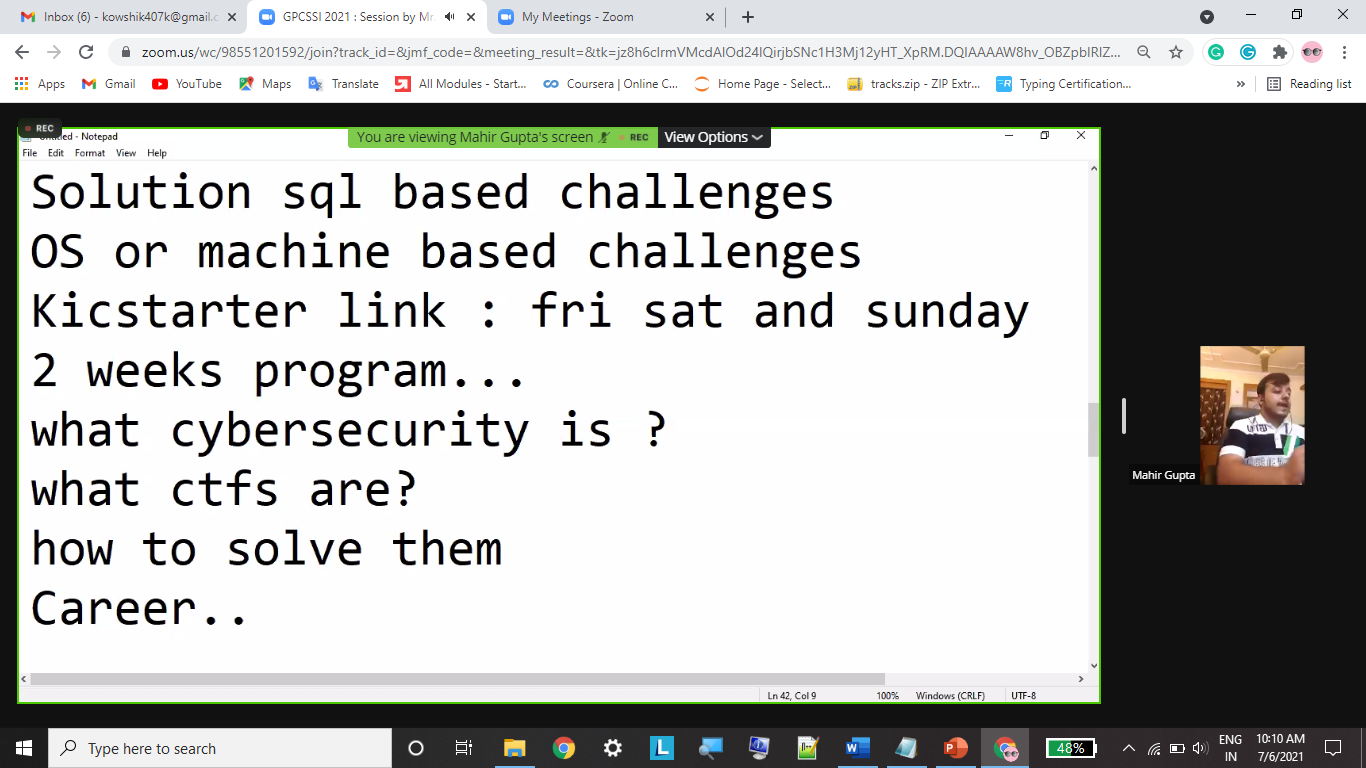 Inbox (6) - kowshik407k@gmail.c
GPCSSI 2021 : Session by Mr.
My Meetings - Zoom
zoom.us/wc/98551201592/join?track_id=&jmf_code=&meeting_result=&tk=jz8h6clrmVMcdAlOd24lQirjbSNc1H3Mj12yHT_XpRM.DQIAAAAW8hv_OBZpblRlZ...
Apps Gmail YouTube Maps Translate All Modules - Start... Coursera | Online C... Home Page - Select... tracks.zip - ZIP Extr... Typing Certification... » Reading list
REC
Untitled - Notepad
You are viewing Mahir Gupta's screen REC View Options
File Edit Format View Help
Solution sql based challenges
OS or machine based challenges
Kicstarter link : fri sat and sunday
2 weeks program...
what cybersecurity is ?
what ctfs are?
how to solve them
Career..
Mahir Gupta
Ln 42, Col 9 100% Windows (CRLF) UTF-8
Type here to search
L
W
P
48%
ENG
IN
10:10 AM
7/6/2021